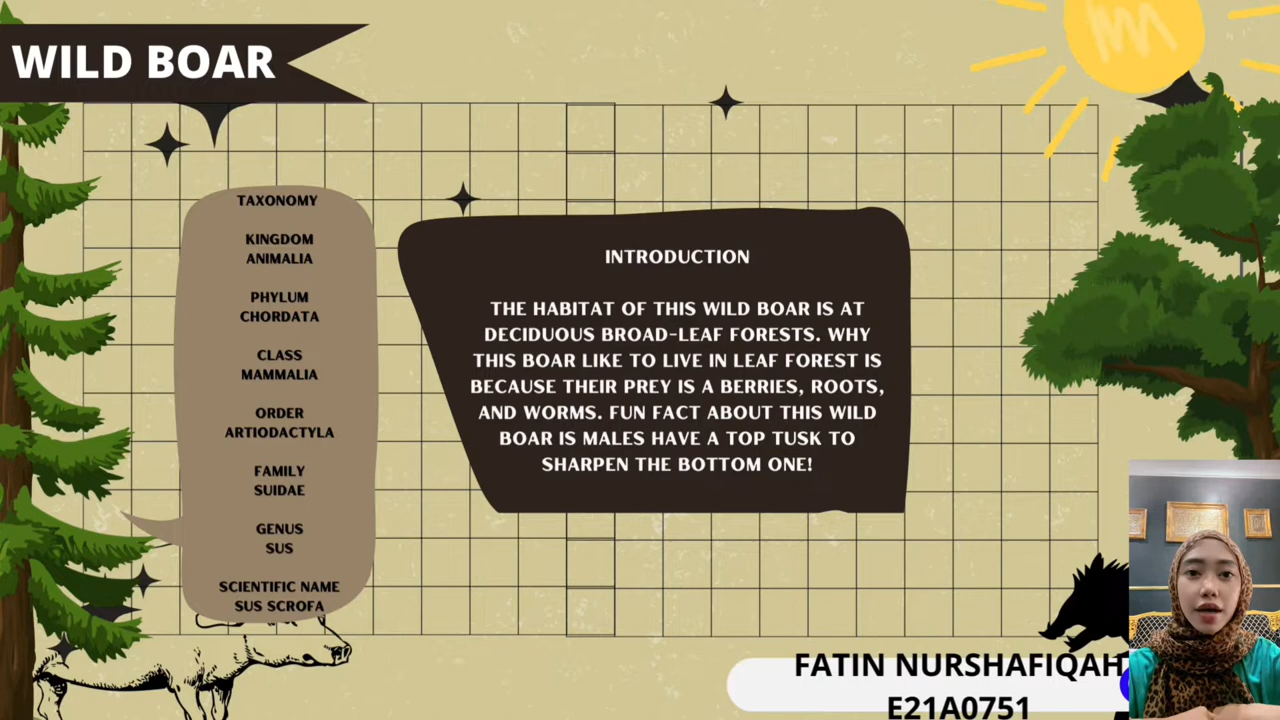 WILD BOAR
TAXONOMY
KINGDOM
ANIMALIA
PHYLUM
CHORDATA
CLASS
MAMMALIA
ORDER
ARTIODACTYLA
FAMILY
SUIDAE
GENUS
SUS
SCIENTIFIC NAME
SUS SCROFA
INTRODUCTION
THE HABITAT OF THIS WILD BOAR IS AT
DECIDUOUS BROAD-LEAF FORESTS. WHY
THIS BOAR LIKE TO LIVE IN LEAF FOREST IS
BECAUSE THEIR PREY IS A BERRIES, ROOTS,
AND WORMS. FUN FACT ABOUT THIS WILD
BOAR IS MALES HAVE A TOP TUSK TO
SHARPEN THE BOTTOM ONE!
FATIN NURSHAFIQAH
E21A0751